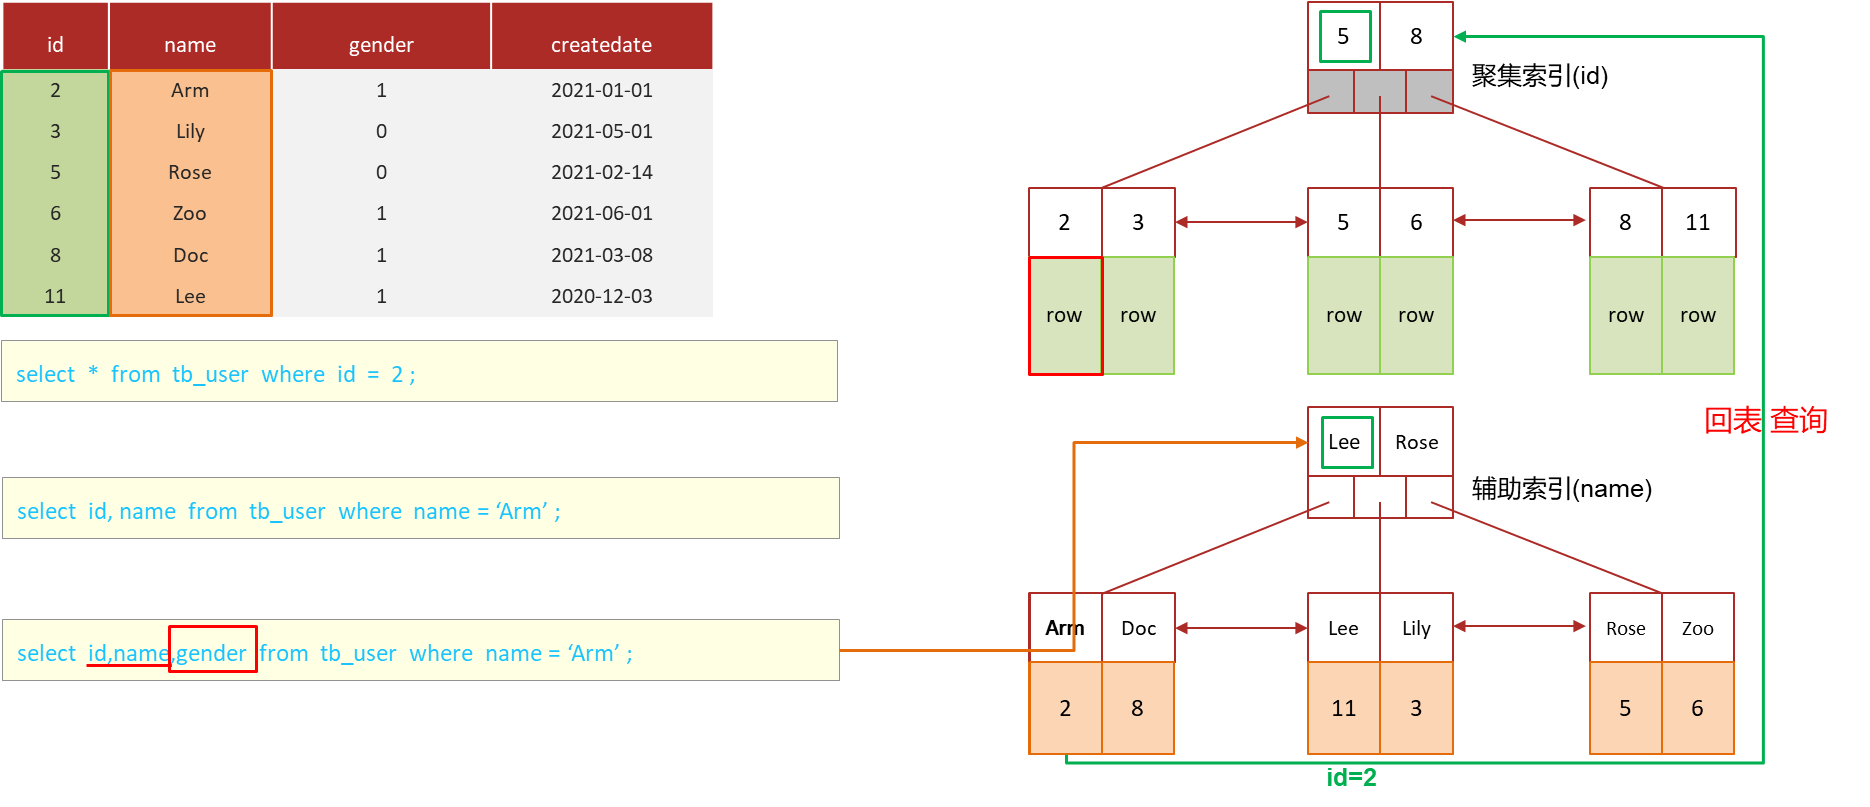 id name gender createdate
2 Arm 1 2021-01-01
3 Lily 0 2021-05-01
5 Rose 0 2021-02-14
6 Zoo 1 2021-06-01
8 Doc 1 2021-03-08
11 Lee 1 2020-12-03
select * from tb_user where id = 2 ;
select id, name from tb_user where name = ‘Arm’ ;
select id,name,gender from tb_user where name = ‘Arm’ ;
5 8
聚集索引(id)
2 3 5 6 8 11
row row row row row row
回表 查询
Lee Rose
辅助索引(name)
Arm Doc Lee Lily Rose Zoo
2 8 11 3 5 6
id=2